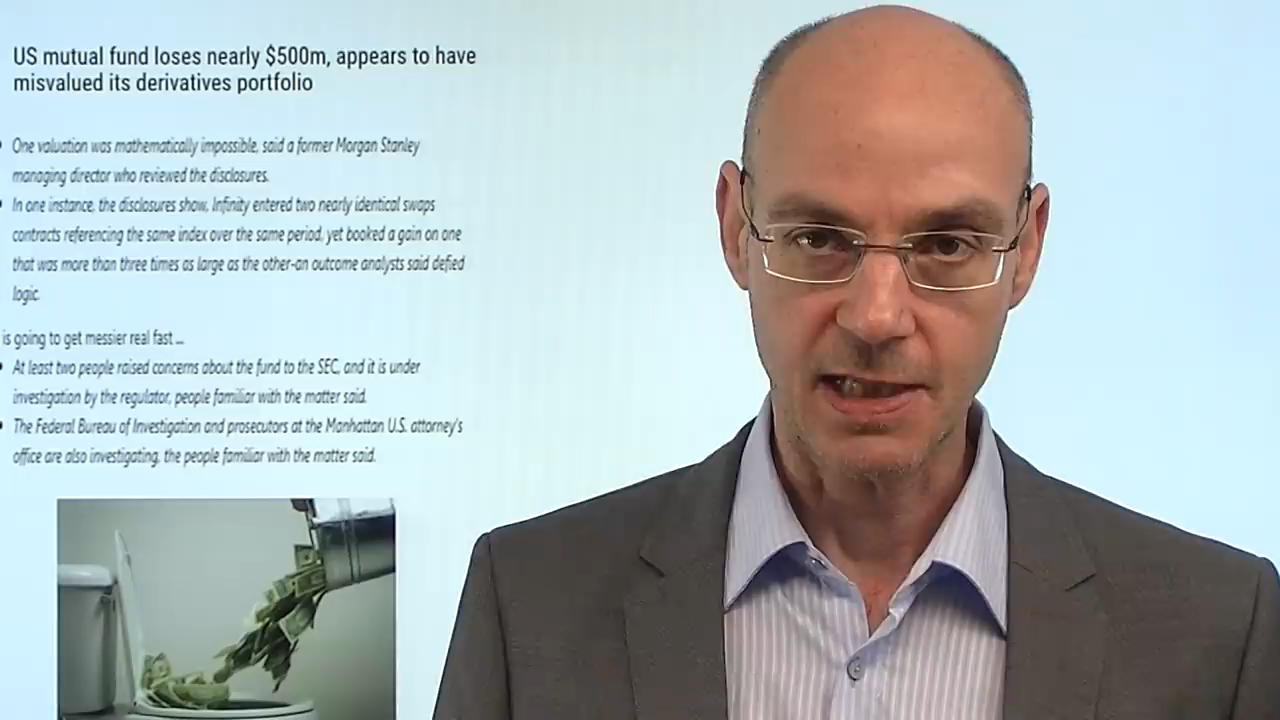 US mutual fund loses nearly $500m, appears to have
misvalued its derivatives portfolio
One valuation was mathematically impossible, said a former Morgan Stanley
managing director who reviewed the disclosures.
In one instance, the disclosures show, Infinity entered two nearly identical swaps
contracts referencing the same index over the same period, yet booked a gain on one
that was more than three times as large as the other-an outcome analysts said defied
logic.
is going to get messier real fast ...
At least two people raised concerns about the fund to the SEC, and it is under
investigation by the regulator, people familiar with the matter said.
The Federal Bureau of Investigation and prosecutors at the Manhattan U.S. attorney's
office are also investigating, the people familiar with the matter said.